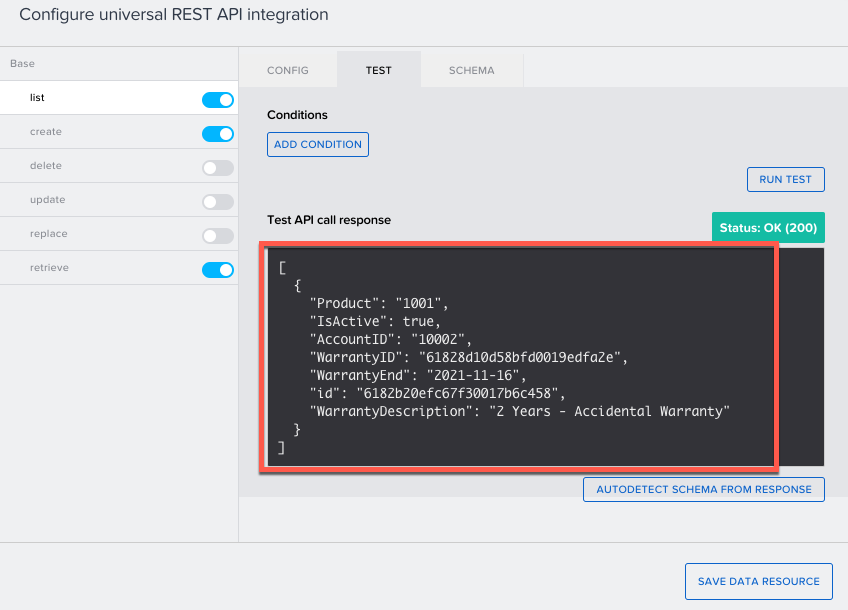 Configure universal REST API integration
Base
list
create
delete
update
replace
retrieve
CONFIG
TEST
SCHEMA
Conditions
ADD CONDITION
RUN TEST
Test API call response
Status: OK (200)
[
{
"Product": "1001",
"IsActive": true,
"AccountID": "10002",
"WarrantyID": "61828d10d58bfd0019edfa2e",
"WarrantyEnd": "2021-11-16",
"id": "6182b20efc67f30017b6c458",
"WarrantyDescription": "2 Years - Accidental Warranty"
}
]
AUTODETECT SCHEMA FROM RESPONSE
SAVE DATA RESOURCE